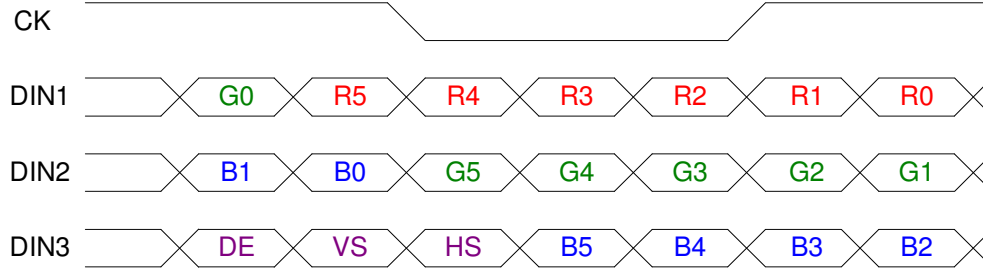 CK
DIN1 G0 R5 R4 R3 R2 R1 R0
DIN2 B1 B0 G5 G4 G3 G2 G1
DIN3 DE VS HS B5 B4 B3 B2